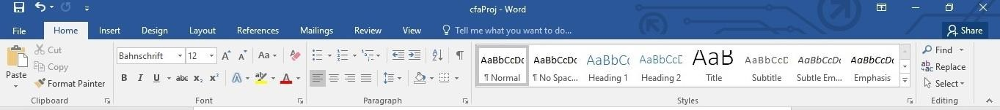 cfaProj - Word
File Home Insert Design Layout References Mailings Review View Tell me what you want to do... Share
Cut
Copy
Paste
Format Painter
Clipboard
Bahnschrift 12 A A Aa A
B I U abc x₂ x² A ab A
Font
A Z
Paragraph
AaBbCcDc AaBbCcDc AaBbCc AaBbCcD AaB AaBbCcD AaBbCcDc AaBbCcDc
¶ Normal ¶ No Spac... Heading 1 Heading 2 Title Subtitle Subtle Em... Emphasis
Styles
Find
Replace
Select
Editing